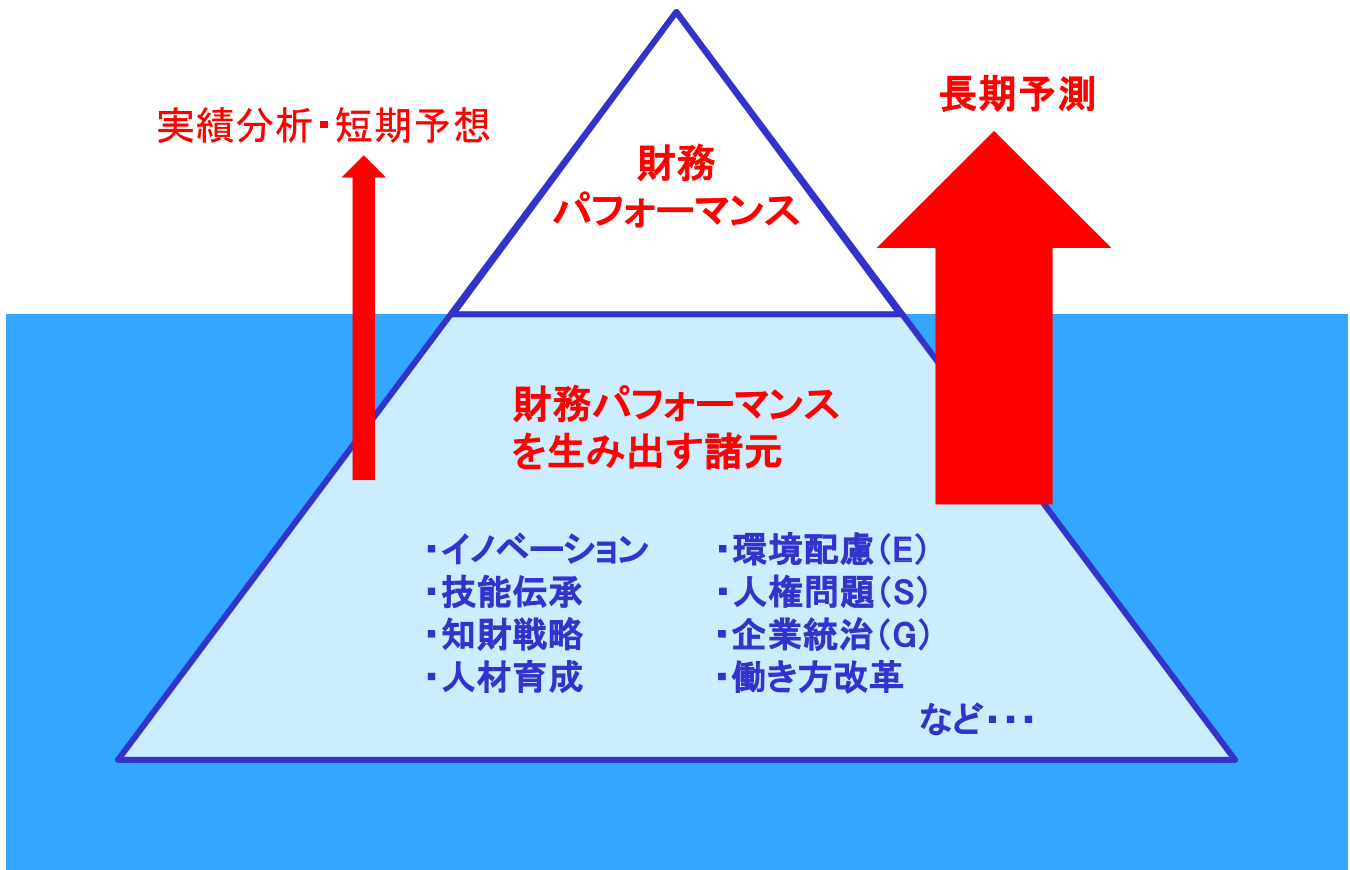 実績分析・短期予想
長期予測
財務
パフォーマンス
財務パフォーマンス
を生み出す諸元
・イノベーション
・技能伝承
・知財戦略
・人材育成
・環境配慮(E)
・人権問題(S)
・企業統治(G)
・働き方改革
など・・・